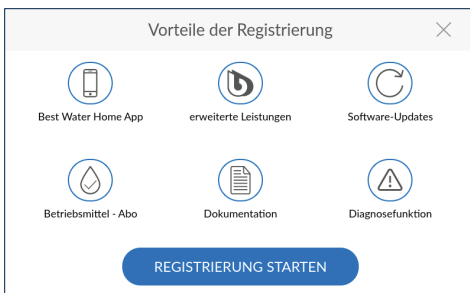 Vorteile der Registrierung
Best Water Home App
erweiterte Leistungen
Software-Updates
Betriebsmittel - Abo
Dokumentation
Diagnosefunktion
REGISTRIERUNG STARTEN